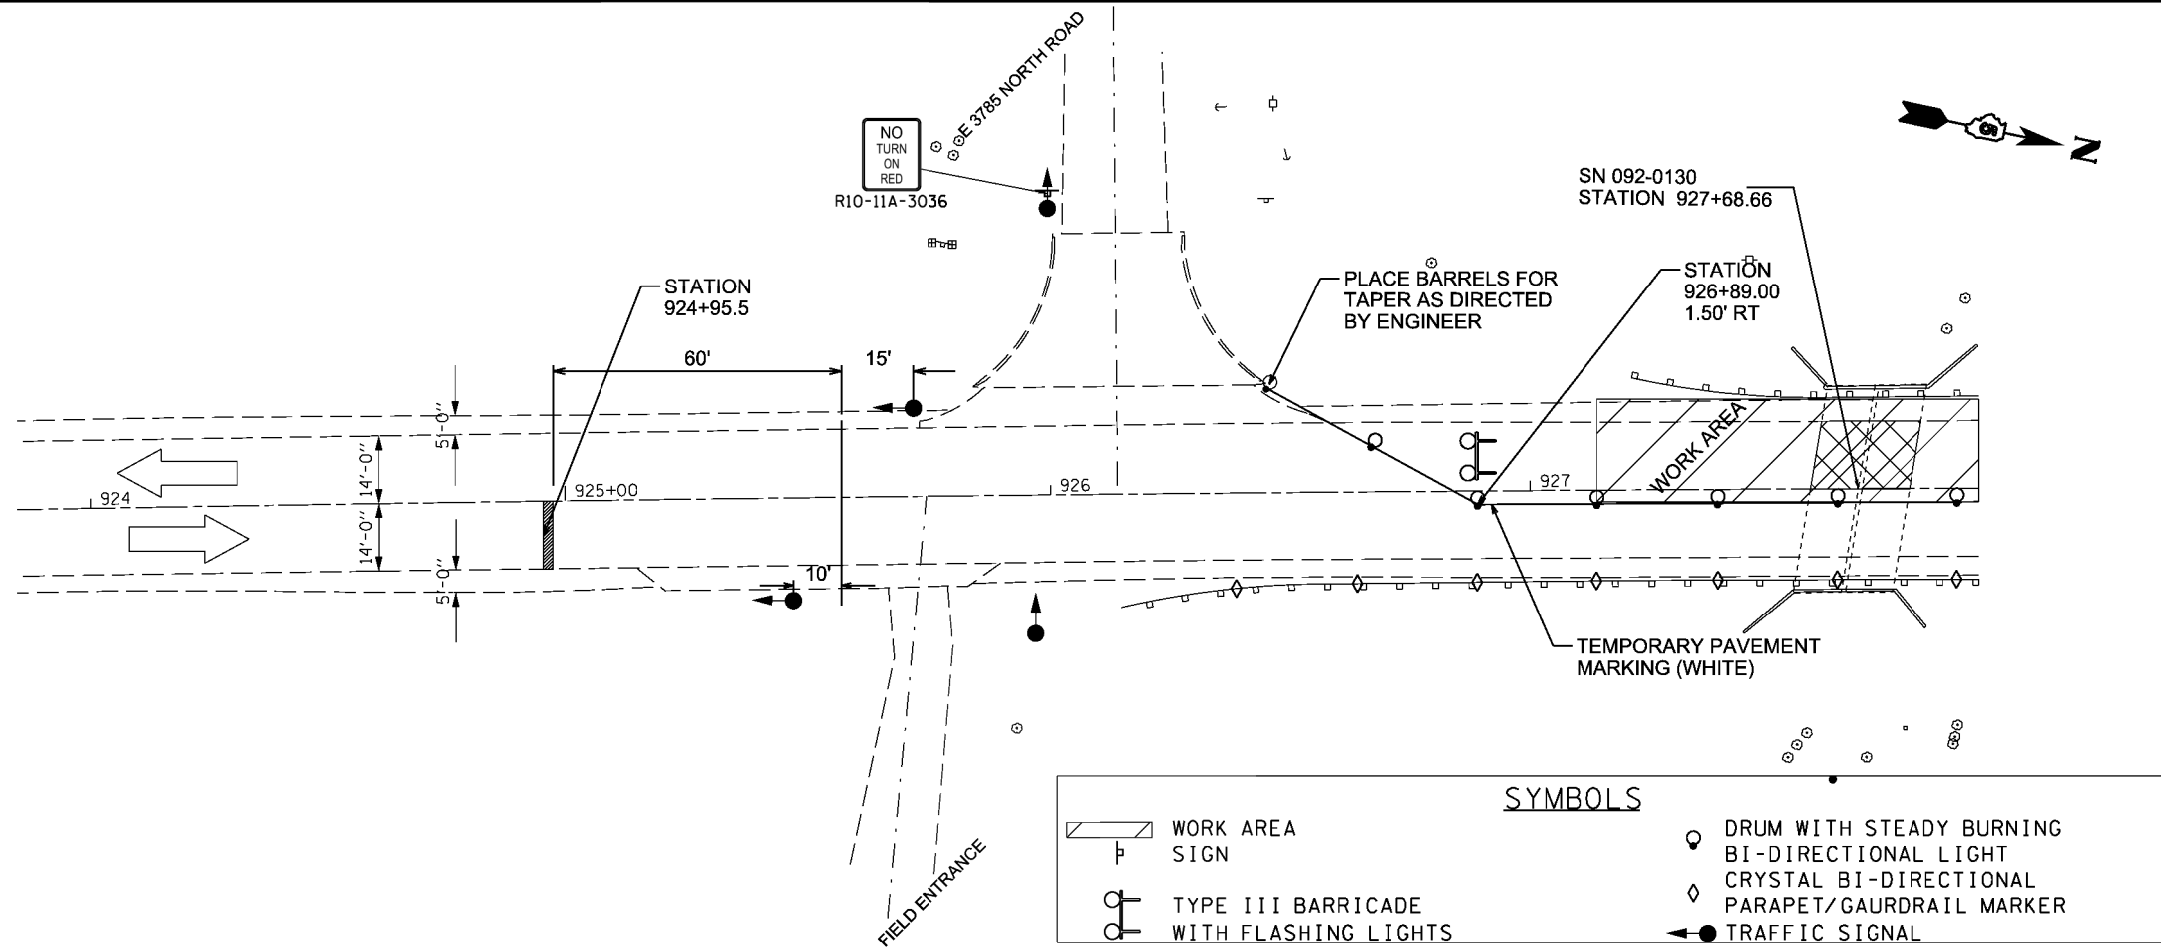 E 3785 NORTH ROAD
NO
TURN
ON
RED
R10-11A-3036
N
SN 092-0130
STATION 927+68.66
STATION
924+95.5
PLACE BARRELS FOR
TAPER AS DIRECTED
BY ENGINEER
STATION
926+89.00
1.50' RT
60'
15'
5'-0"
14'-0"
WORK AREA
924
925+00
926
927
14'-0"
5'-0"
10'
TEMPORARY PAVEMENT
MARKING (WHITE)
FIELD ENTRANCE
SYMBOLS
WORK AREA
SIGN
TYPE III BARRICADE
WITH FLASHING LIGHTS
DRUM WITH STEADY BURNING
BI-DIRECTIONAL LIGHT
CRYSTAL BI-DIRECTIONAL
PARAPET/GAURDRAIL MARKER
TRAFFIC SIGNAL